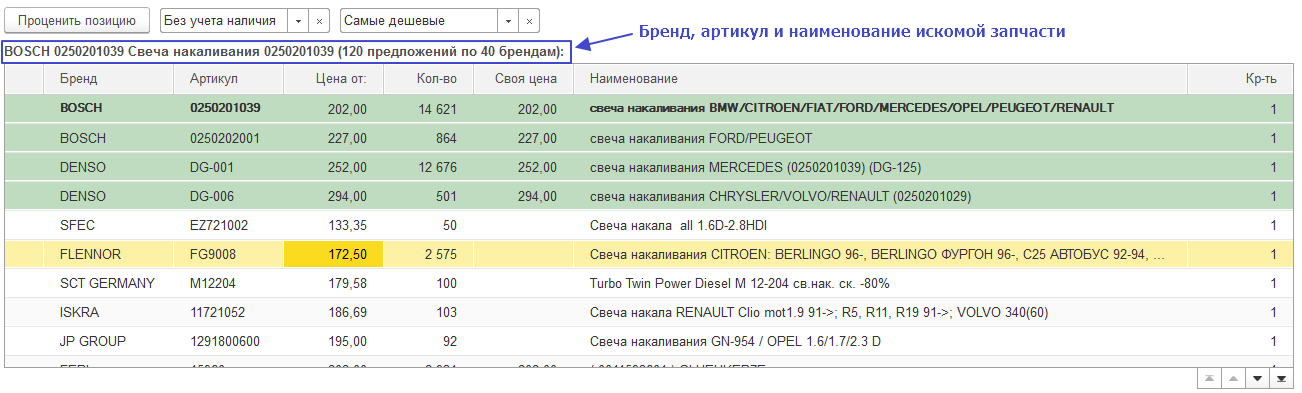 Проценить позицию Без учета наличия Самые дешевые
Бренд, артикул и наименование искомой запчасти
BOSCH 0250201039 Свеча накаливания 0250201039 (120 предложений по 40 брендам):
Бренд Артикул Цена от: Кол-во Своя цена Наименование Кр-ть
BOSCH 0250201039 202,00 14 621 202,00 свеча накаливания BMW/CITROEN/FIAT/FORD/MERCEDES/OPEL/PEUGEOT/RENAULT 1
BOSCH 0250202001 227,00 864 227,00 свеча накаливания FORD/PEUGEOT 1
DENSO DG-001 252,00 12 676 252,00 свеча накаливания MERCEDES (0250201039) (DG-125) 1
DENSO DG-006 294,00 501 294,00 свеча накаливания CHRYSLER/VOLVO/RENAULT (0250201029) 1
SFEC EZ721002 133,35 50 Свеча накала all 1.6D-2.8HDI 1
FLENNOR FG9008 172,50 2 575 Свеча накаливания CITROEN: BERLINGO 96-, BERLINGO ФУРГОН 96-, C25 АВТОБУС 92-94, ... 1
SCT GERMANY M12204 179,58 100 Turbo Twin Power Diesel M 12-204 св.нак. ск. -80% 1
ISKRA 11721052 186,69 103 Свеча накала RENAULT Clio mot1.9 91->; R5, R11, R19 91->; VOLVO 340(60) 1
JP GROUP 1291800600 195,00 92 Свеча накаливания GN-954 / OPEL 1.6/1.7/2.3 D 1